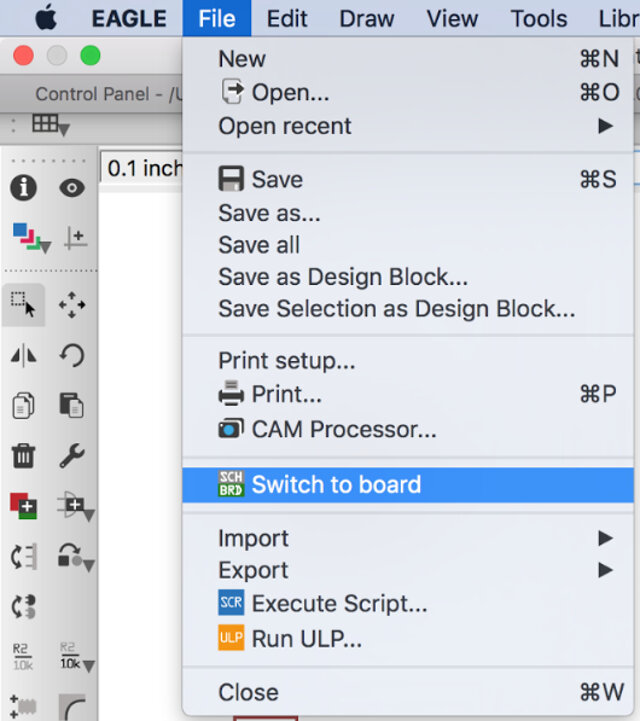 EAGLE File Edit Draw View Tools Libr
New ⌘N
Control Panel - /U
Open... ⌘O
Open recent
0.1 inch
Save ⌘S
Save as...
Save all
Save as Design Block...
Save Selection as Design Block...
Print setup...
Print... ⌘P
CAM Processor...
SCH
BRD
Switch to board
Import
Export
SCR Execute Script...
ULP Run ULP...
R2
10k
R2
10k
Close ⌘W